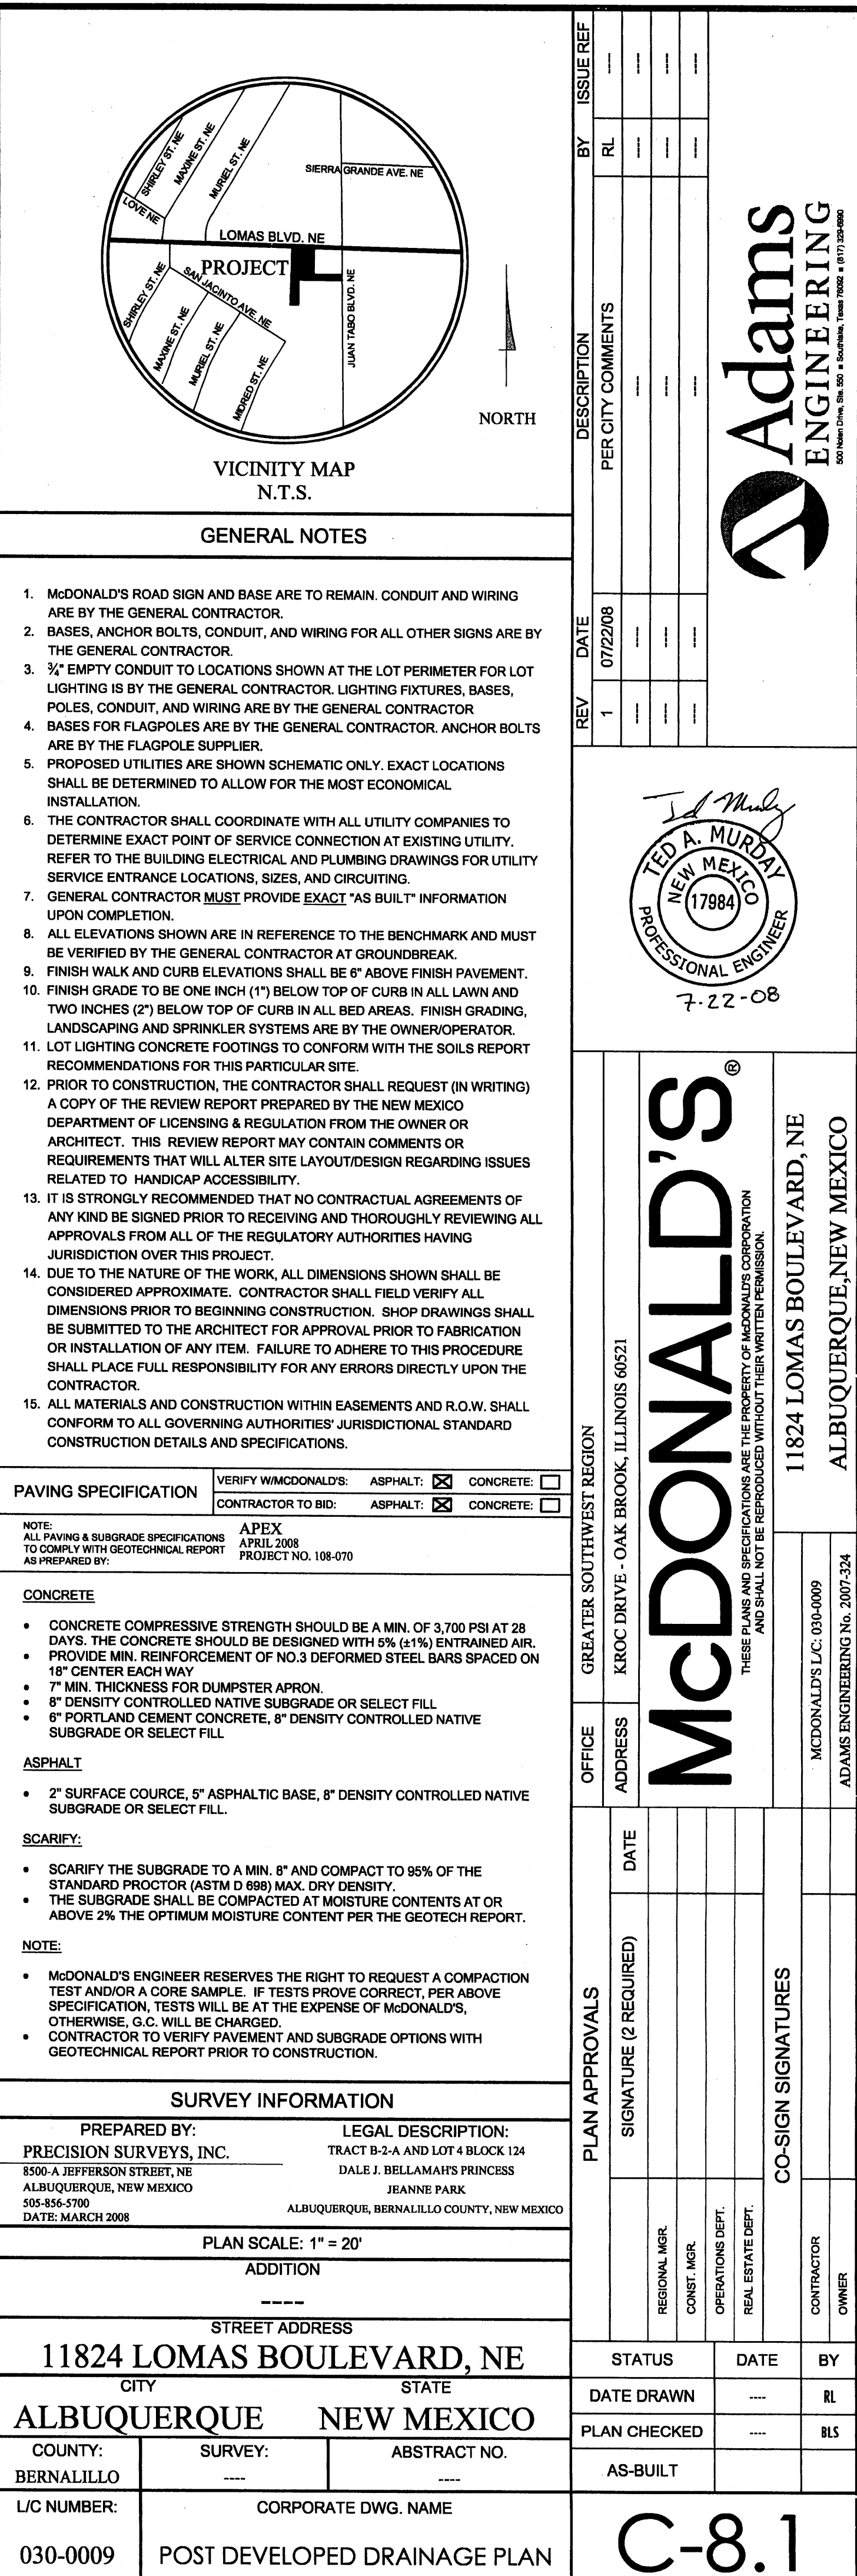 SHIRLEY ST. NE
MAXINE ST. NE
MURIEL ST. NE
SIERRA GRANDE AVE. NE
LOVE NE
LOMAS BLVD. NE
PROJECT
SHIRLEY ST. NE
SAN JACINTO AVE. NE
MAXINE ST. NE
MURIEL ST. NE
MIDRED ST. NE
JUAN TABO BLVD. NE
NORTH
VICINITY MAP
N.T.S.
GENERAL NOTES
1. McDONALD'S ROAD SIGN AND BASE ARE TO REMAIN. CONDUIT AND WIRING
ARE BY THE GENERAL CONTRACTOR.
2. BASES, ANCHOR BOLTS, CONDUIT, AND WIRING FOR ALL OTHER SIGNS ARE BY
THE GENERAL CONTRACTOR.
3. ¾" EMPTY CONDUIT TO LOCATIONS SHOWN AT THE LOT PERIMETER FOR LOT
LIGHTING IS BY THE GENERAL CONTRACTOR. LIGHTING FIXTURES, BASES,
POLES, CONDUIT, AND WIRING ARE BY THE GENERAL CONTRACTOR
4. BASES FOR FLAGPOLES ARE BY THE GENERAL CONTRACTOR. ANCHOR BOLTS
ARE BY THE FLAGPOLE SUPPLIER.
5. PROPOSED UTILITIES ARE SHOWN SCHEMATIC ONLY. EXACT LOCATIONS
SHALL BE DETERMINED TO ALLOW FOR THE MOST ECONOMICAL
INSTALLATION.
6. THE CONTRACTOR SHALL COORDINATE WITH ALL UTILITY COMPANIES TO
DETERMINE EXACT POINT OF SERVICE CONNECTION AT EXISTING UTILITY.
REFER TO THE BUILDING ELECTRICAL AND PLUMBING DRAWINGS FOR UTILITY
SERVICE ENTRANCE LOCATIONS, SIZES, AND CIRCUITING.
7. GENERAL CONTRACTOR MUST PROVIDE EXACT "AS BUILT" INFORMATION
UPON COMPLETION.
8. ALL ELEVATIONS SHOWN ARE IN REFERENCE TO THE BENCHMARK AND MUST
BE VERIFIED BY THE GENERAL CONTRACTOR AT GROUNDBREAK.
9. FINISH WALK AND CURB ELEVATIONS SHALL BE 6" ABOVE FINISH PAVEMENT.
10. FINISH GRADE TO BE ONE INCH (1") BELOW TOP OF CURB IN ALL LAWN AND
TWO INCHES (2") BELOW TOP OF CURB IN ALL BED AREAS. FINISH GRADING,
LANDSCAPING AND SPRINKLER SYSTEMS ARE BY THE OWNER/OPERATOR.
11. LOT LIGHTING CONCRETE FOOTINGS TO CONFORM WITH THE SOILS REPORT
RECOMMENDATIONS FOR THIS PARTICULAR SITE.
12. PRIOR TO CONSTRUCTION, THE CONTRACTOR SHALL REQUEST (IN WRITING)
A COPY OF THE REVIEW REPORT PREPARED BY THE NEW MEXICO
DEPARTMENT OF LICENSING & REGULATION FROM THE OWNER OR
ARCHITECT. THIS REVIEW REPORT MAY CONTAIN COMMENTS OR
REQUIREMENTS THAT WILL ALTER SITE LAYOUT/DESIGN REGARDING ISSUES
RELATED TO HANDICAP ACCESSIBILITY.
13. IT IS STRONGLY RECOMMENDED THAT NO CONTRACTUAL AGREEMENTS OF
ANY KIND BE SIGNED PRIOR TO RECEIVING AND THOROUGHLY REVIEWING ALL
APPROVALS FROM ALL OF THE REGULATORY AUTHORITIES HAVING
JURISDICTION OVER THIS PROJECT.
14. DUE TO THE NATURE OF THE WORK, ALL DIMENSIONS SHOWN SHALL BE
CONSIDERED APPROXIMATE. CONTRACTOR SHALL FIELD VERIFY ALL
DIMENSIONS PRIOR TO BEGINNING CONSTRUCTION. SHOP DRAWINGS SHALL
BE SUBMITTED TO THE ARCHITECT FOR APPROVAL PRIOR TO FABRICATION
OR INSTALLATION OF ANY ITEM. FAILURE TO ADHERE TO THIS PROCEDURE
SHALL PLACE FULL RESPONSIBILITY FOR ANY ERRORS DIRECTLY UPON THE
CONTRACTOR.
15. ALL MATERIALS AND CONSTRUCTION WITHIN EASEMENTS AND R.O.W. SHALL
CONFORM TO ALL GOVERNING AUTHORITIES' JURISDICTIONAL STANDARD
CONSTRUCTION DETAILS AND SPECIFICATIONS.
PAVING SPECIFICATION
VERIFY W/MCDONALD'S: ASPHALT: ☒ CONCRETE: ☐
CONTRACTOR TO BID: ASPHALT: ☒ CONCRETE: ☐
NOTE:
ALL PAVING & SUBGRADE SPECIFICATIONS
TO COMPLY WITH GEOTECHNICAL REPORT
AS PREPARED BY:
APEX
APRIL 2008
PROJECT NO. 108-070
CONCRETE
• CONCRETE COMPRESSIVE STRENGTH SHOULD BE A MIN. OF 3,700 PSI AT 28
DAYS. THE CONCRETE SHOULD BE DESIGNED WITH 5% (±1%) ENTRAINED AIR.
• PROVIDE MIN. REINFORCEMENT OF NO.3 DEFORMED STEEL BARS SPACED ON
18" CENTER EACH WAY
• 7" MIN. THICKNESS FOR DUMPSTER APRON.
• 8" DENSITY CONTROLLED NATIVE SUBGRADE OR SELECT FILL
• 6" PORTLAND CEMENT CONCRETE, 8" DENSITY CONTROLLED NATIVE
SUBGRADE OR SELECT FILL
ASPHALT
• 2" SURFACE COURCE, 5" ASPHALTIC BASE, 8" DENSITY CONTROLLED NATIVE
SUBGRADE OR SELECT FILL.
SCARIFY:
• SCARIFY THE SUBGRADE TO A MIN. 8" AND COMPACT TO 95% OF THE
STANDARD PROCTOR (ASTM D 698) MAX. DRY DENSITY.
• THE SUBGRADE SHALL BE COMPACTED AT MOISTURE CONTENTS AT OR
ABOVE 2% THE OPTIMUM MOISTURE CONTENT PER THE GEOTECH REPORT.
NOTE:
• McDONALD'S ENGINEER RESERVES THE RIGHT TO REQUEST A COMPACTION
TEST AND/OR A CORE SAMPLE. IF TESTS PROVE CORRECT, PER ABOVE
SPECIFICATION, TESTS WILL BE AT THE EXPENSE OF McDONALD'S,
OTHERWISE, G.C. WILL BE CHARGED.
• CONTRACTOR TO VERIFY PAVEMENT AND SUBGRADE OPTIONS WITH
GEOTECHNICAL REPORT PRIOR TO CONSTRUCTION.
SURVEY INFORMATION
PREPARED BY:
PRECISION SURVEYS, INC.
8500-A JEFFERSON STREET, NE
ALBUQUERQUE, NEW MEXICO
505-856-5700
DATE: MARCH 2008
LEGAL DESCRIPTION:
TRACT B-2-A AND LOT 4 BLOCK 124
DALE J. BELLAMAH'S PRINCESS
JEANNE PARK
ALBUQUERQUE, BERNALILLO COUNTY, NEW MEXICO
PLAN SCALE: 1" = 20'
ADDITION
----
STREET ADDRESS
11824 LOMAS BOULEVARD, NE
CITY STATE
ALBUQUERQUE NEW MEXICO
COUNTY: SURVEY: ABSTRACT NO.
BERNALILLO ---- ----
L/C NUMBER: CORPORATE DWG. NAME
030-0009 POST DEVELOPED DRAINAGE PLAN
REV DATE DESCRIPTION BY ISSUE REF
1 07/22/08 PER CITY COMMENTS RL ----
---- ---- ---- ---- ----
---- ---- ---- ---- ----
---- ---- ---- ---- ----
Adams
ENGINEERING
500 Nolen Drive, Ste. 550 ■ Southlake, Texas 76092 ■ (817) 329-6990
TED A. MURDAY
NEW MEXICO
17984
PROFESSIONAL ENGINEER
7-22-08
OFFICE GREATER SOUTHWEST REGION
ADDRESS KROC DRIVE - OAK BROOK, ILLINOIS 60521
McDONALD'S®
THESE PLANS AND SPECIFICATIONS ARE THE PROPERTY OF McDONALD'S CORPORATION
AND SHALL NOT BE REPRODUCED WITHOUT THEIR WRITTEN PERMISSION.
11824 LOMAS BOULEVARD, NE
ALBUQUERQUE,NEW MEXICO
MCDONALD'S L/C: 030-0009
ADAMS ENGINEERING No. 2007-324
PLAN APPROVALS
SIGNATURE (2 REQUIRED) DATE
REGIONAL MGR.
CONST. MGR.
OPERATIONS DEPT.
REAL ESTATE DEPT.
CO-SIGN SIGNATURES
CONTRACTOR
OWNER
STATUS DATE BY
DATE DRAWN ---- RL
PLAN CHECKED ---- BLS
AS-BUILT
C-8.1